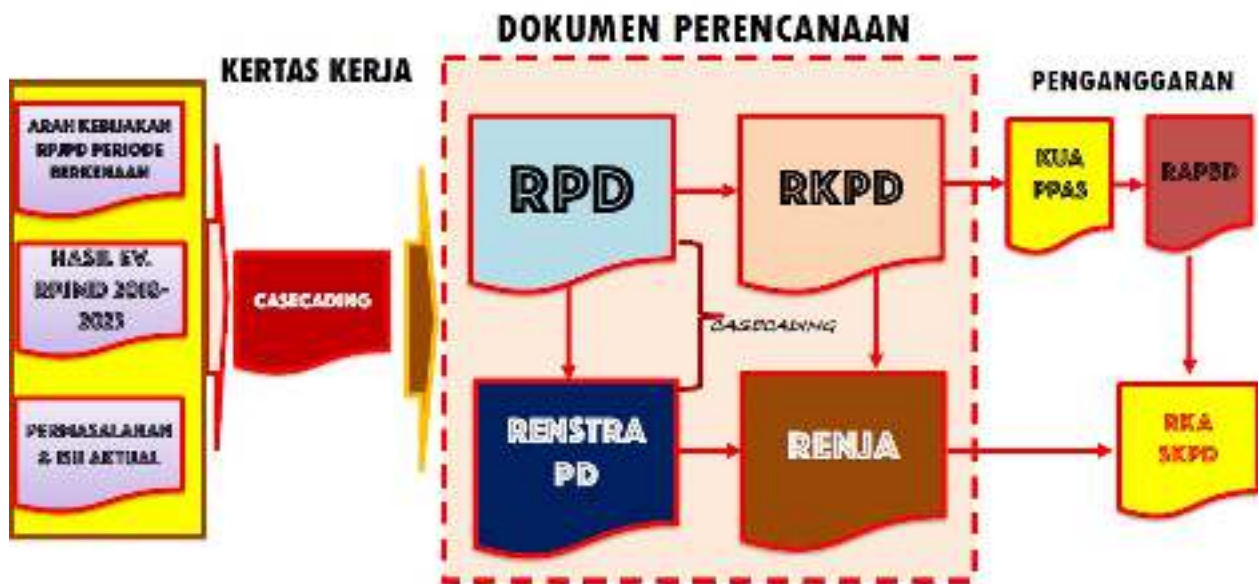 DOKUMEN PERENCANAAN
KERTAS KERJA
PENGANGGARAN
ARAH KEBIJAKAN
RPJPD PERIODE
BERKENAAN
HASIL EV.
RPJMD 2018-
2023
PERMASALAHAN
& ISU AKTUAL
CASECADING
RPD
RKPD
CASECADING
RENSTRA
PD
RENJA
KUA
PPAS
RAPBD
RKA
SKPD